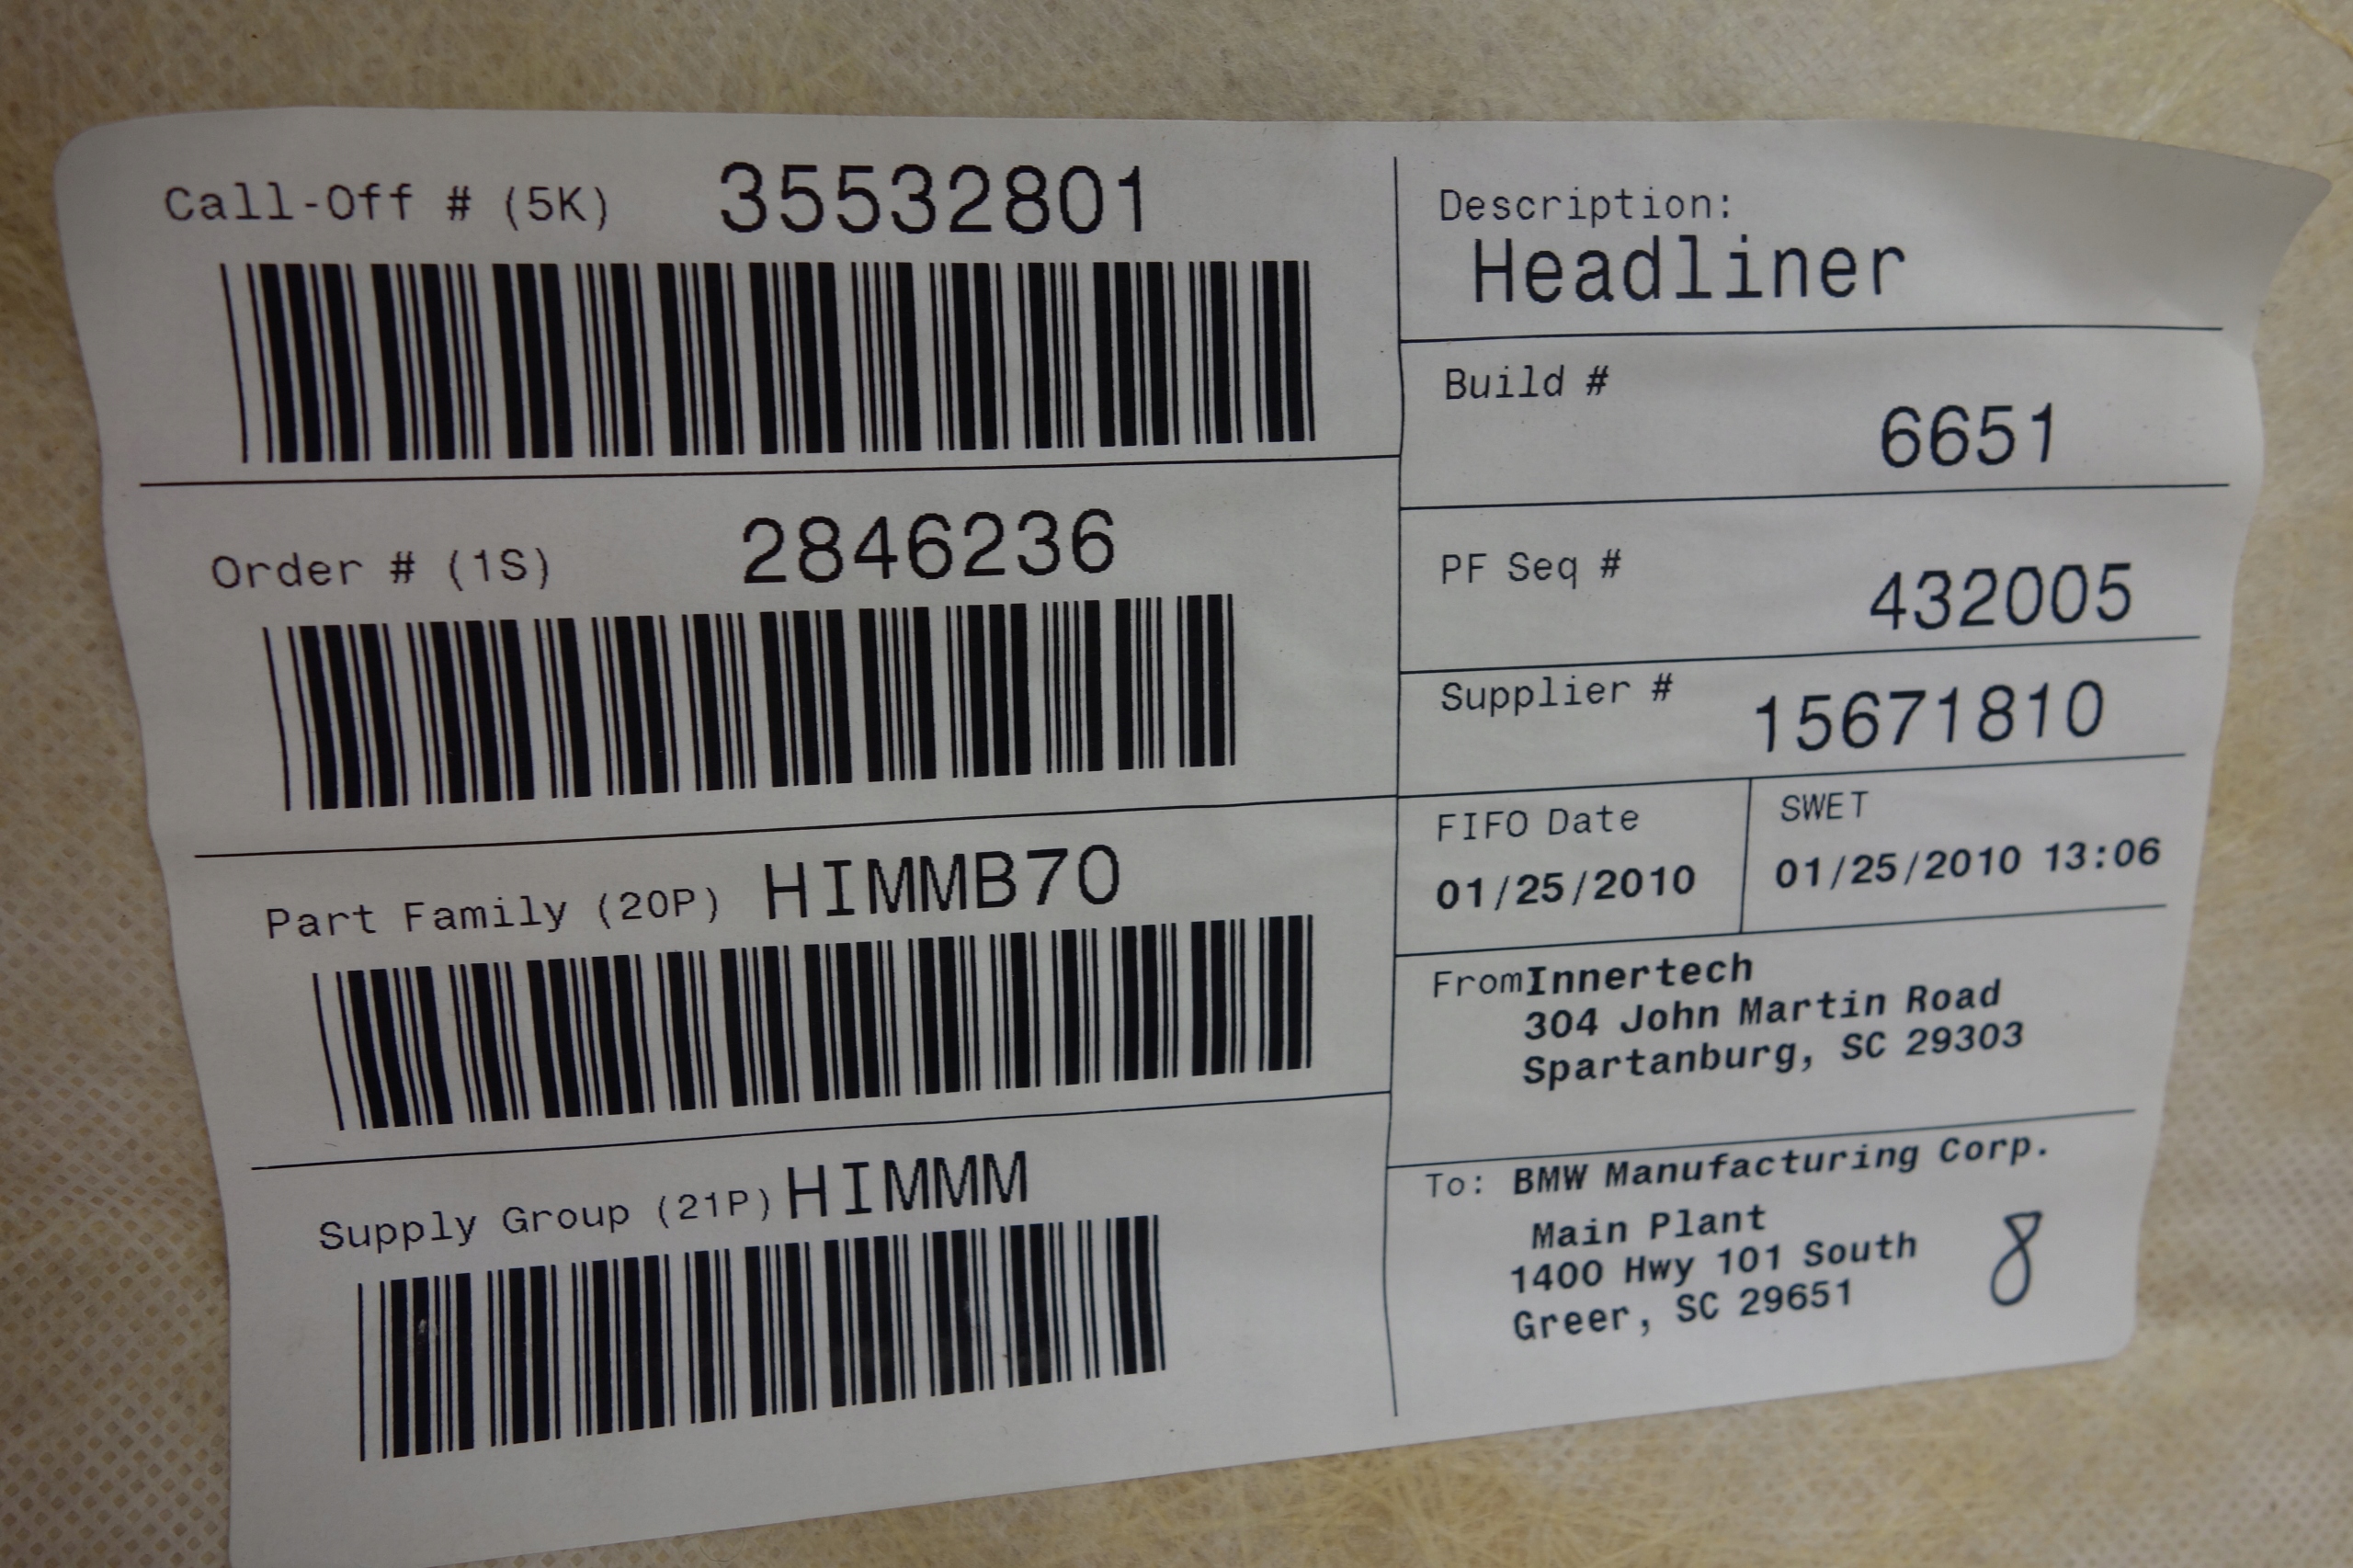 Call-Off # (5K) 35532801
Order # (1S) 2846236
Part Family (20P) HIMMB70
Supply Group (21P) HIMMM
Description:
Headliner
Build #
6651
PF Seq #
432005
Supplier # 15671810
FIFO Date
01/25/2010
SWET
01/25/2010 13:06
From Innertech
304 John Martin Road
Spartanburg, SC 29303
To: BMW Manufacturing Corp.
Main Plant
1400 Hwy 101 South
Greer, SC 29651
8